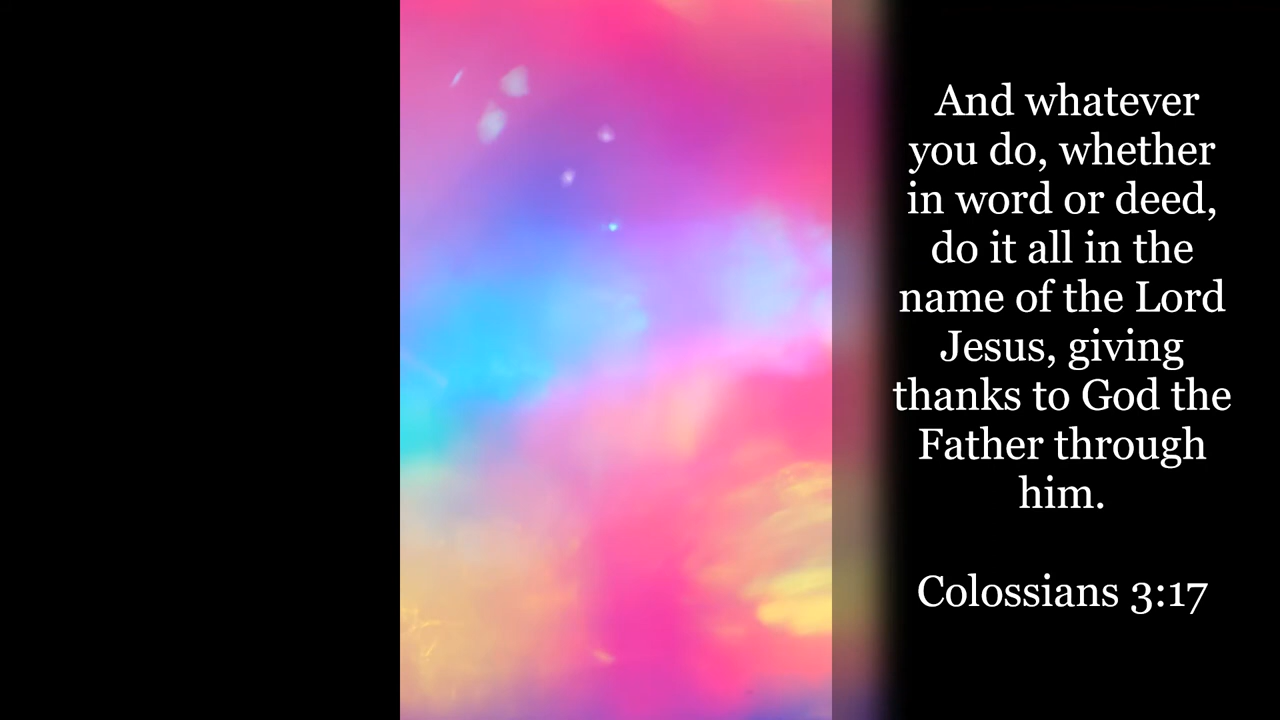 And whatever
you do, whether
in word or deed,
do it all in the
name of the Lord
Jesus, giving
thanks to God the
Father through
him.
Colossians 3:17